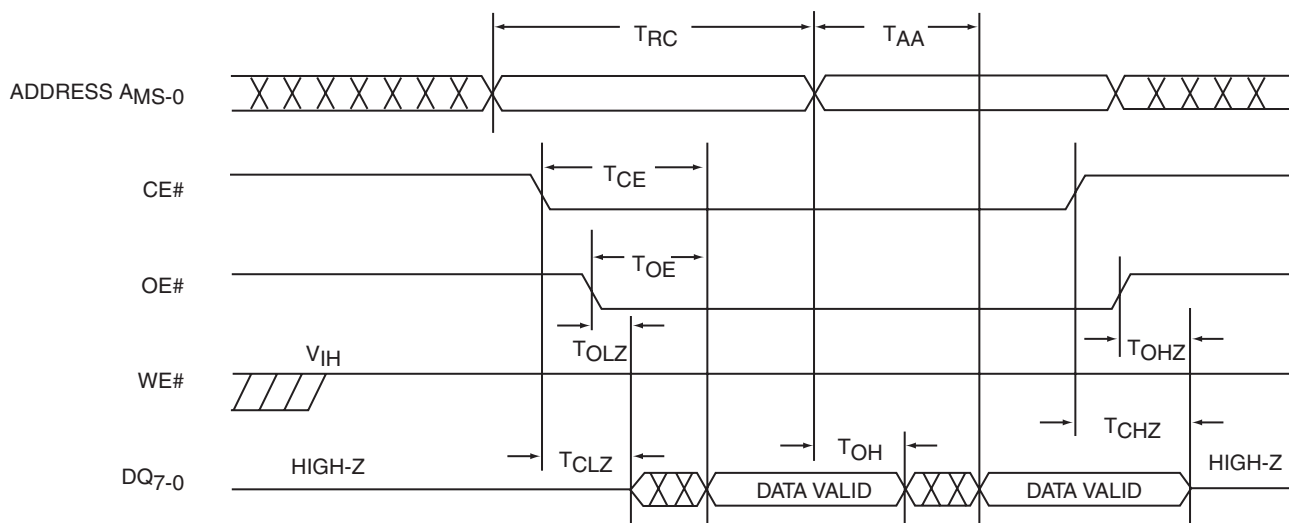 TRC
TAA
ADDRESS AMS-0
CE#
TCE
OE#
TOE
TOLZ
TOHZ
WE#
VIH
TCHZ
TCLZ
TOH
DQ7-0
HIGH-Z
DATA VALID
DATA VALID
HIGH-Z